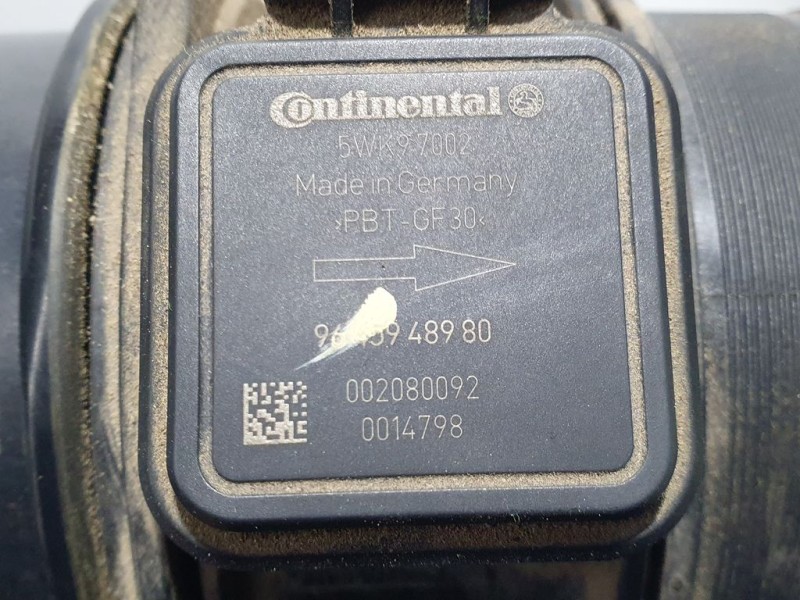 Continental
5WK9 7002
Made in Germany
>PBT-GF30<
489 80
002080092
0014798